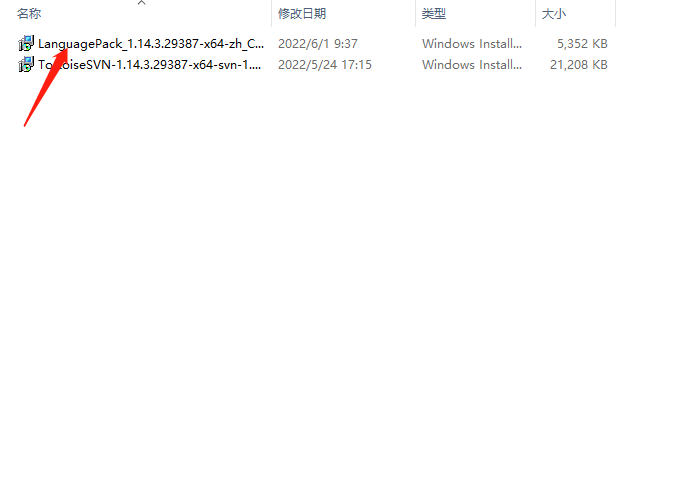 名称 修改日期 类型 大小
LanguagePack_1.14.3.29387-x64-zh_C... 2022/6/1 9:37 Windows Install... 5,352 KB
TortoiseSVN-1.14.3.29387-x64-svn-1.... 2022/5/24 17:15 Windows Install... 21,208 KB